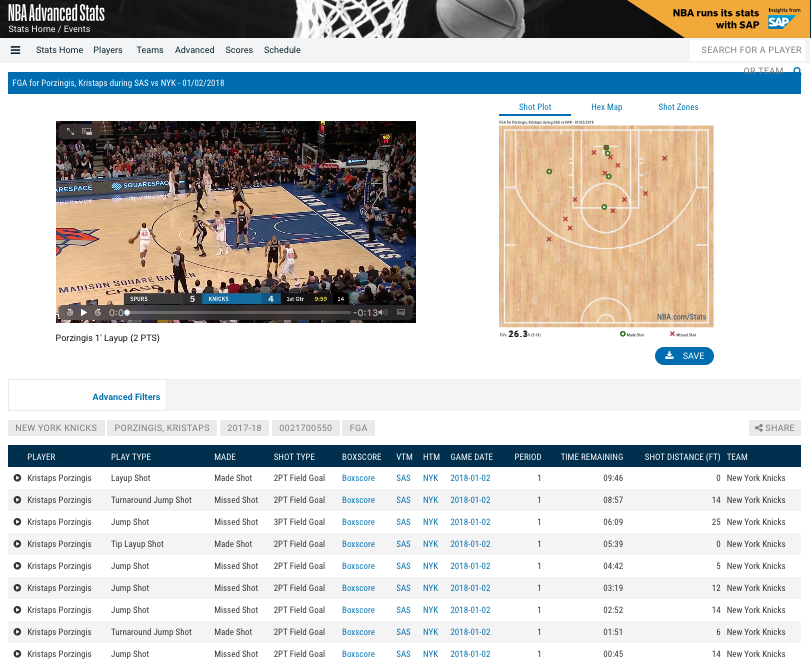 NBA Advanced Stats
Stats Home / Events
NBA runs its stats
with SAP
Insights from
SAP
Stats Home Players Teams Advanced Scores Schedule
SEARCH FOR A PLAYER
OR TEAM
FGA for Porzingis, Kristaps during SAS vs NYK - 01/02/2018
Shot Plot Hex Map Shot Zones
FGA for Porzingis, Kristaps during SAS vs NYK - 01/02/2018
SQUARESPACE
NEW YORK KNICKS
MADISON SQUARE GARDEN
SPURS 5 KNICKS 4 1st Qtr 9:59 14
-0:13
NBA.com/Stats
26.3
Made Shot Missed Shot
Porzingis 1' Layup (2 PTS)
SAVE
Advanced Filters
NEW YORK KNICKS PORZINGIS, KRISTAPS 2017-18 0021700550 FGA SHARE
PLAYER PLAY TYPE MADE SHOT TYPE BOXSCORE VTM HTM GAME DATE PERIOD TIME REMAINING SHOT DISTANCE (FT) TEAM
Kristaps Porzingis Layup Shot Made Shot 2PT Field Goal Boxscore SAS NYK 2018-01-02 1 09:46 0 New York Knicks
Kristaps Porzingis Turnaround Jump Shot Missed Shot 2PT Field Goal Boxscore SAS NYK 2018-01-02 1 08:57 14 New York Knicks
Kristaps Porzingis Jump Shot Missed Shot 3PT Field Goal Boxscore SAS NYK 2018-01-02 1 06:09 25 New York Knicks
Kristaps Porzingis Tip Layup Shot Made Shot 2PT Field Goal Boxscore SAS NYK 2018-01-02 1 05:39 0 New York Knicks
Kristaps Porzingis Jump Shot Missed Shot 2PT Field Goal Boxscore SAS NYK 2018-01-02 1 04:42 5 New York Knicks
Kristaps Porzingis Jump Shot Missed Shot 2PT Field Goal Boxscore SAS NYK 2018-01-02 1 03:19 12 New York Knicks
Kristaps Porzingis Jump Shot Missed Shot 2PT Field Goal Boxscore SAS NYK 2018-01-02 1 02:52 14 New York Knicks
Kristaps Porzingis Turnaround Jump Shot Made Shot 2PT Field Goal Boxscore SAS NYK 2018-01-02 1 01:51 6 New York Knicks
Kristaps Porzingis Jump Shot Missed Shot 2PT Field Goal Boxscore SAS NYK 2018-01-02 1 00:45 14 New York Knicks